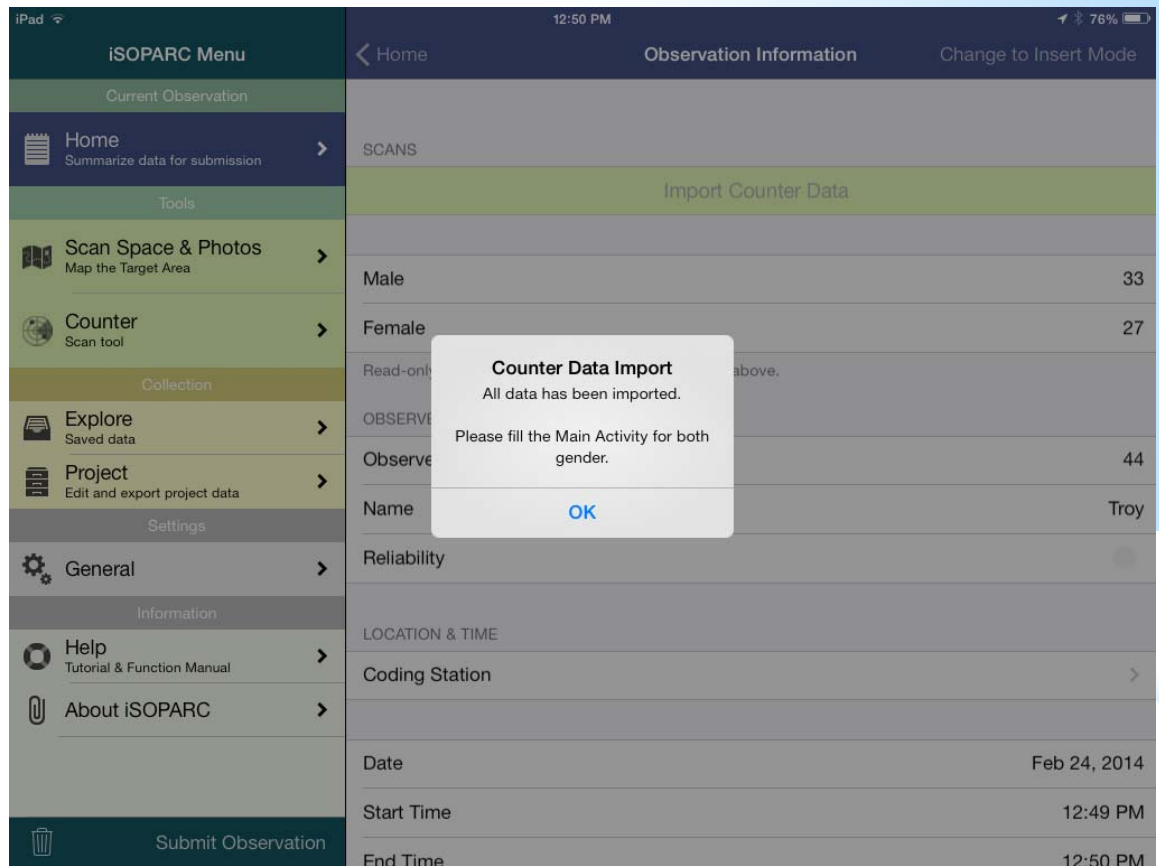 iPad 12:50 PM 76%
iSOPARC Menu
Current Observation
Home
Summarize data for submission
Tools
Scan Space & Photos
Map the Target Area
Counter
Scan tool
Collection
Explore
Saved data
Project
Edit and export project data
Settings
General
Information
Help
Tutorial & Function Manual
About iSOPARC
Submit Observation
Home Observation Information Change to Insert Mode
SCANS
Import Counter Data
Male 33
Female 27
above.
Counter Data Import
All data has been imported.
Please fill the Main Activity for both
gender.
OK
44
Name Troy
Reliability
LOCATION & TIME
Coding Station
Date Feb 24, 2014
Start Time 12:49 PM
End Time 12:50 PM